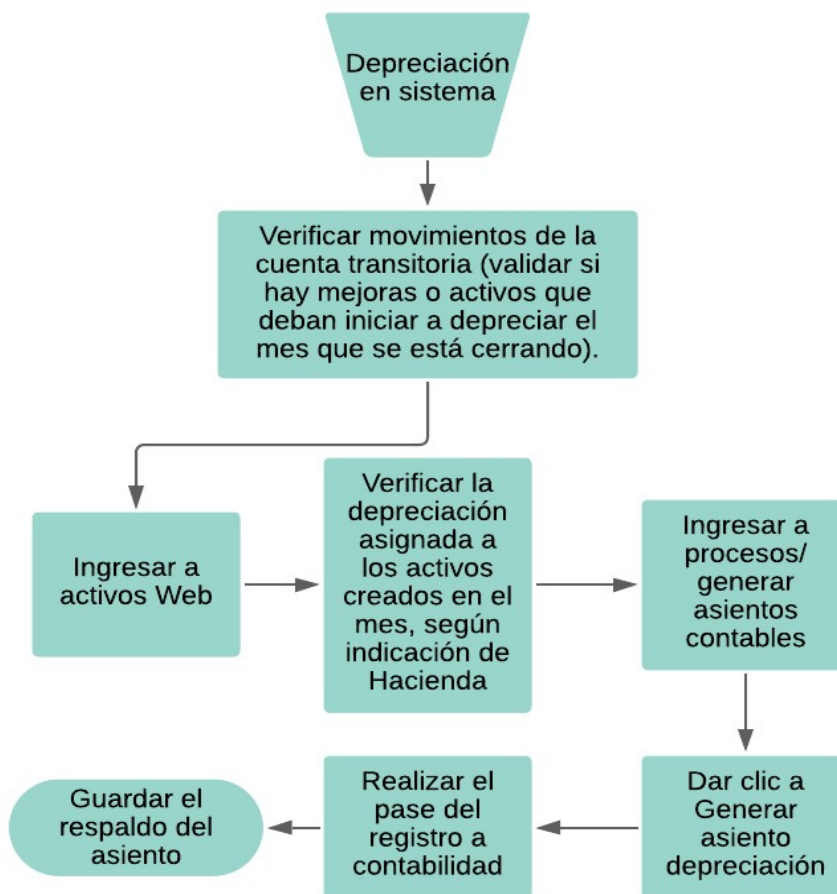 Depreciación
en sistema
Verificar movimientos de la
cuenta transitoria (validar si
hay mejoras o activos que
deban iniciar a depreciar el
mes que se está cerrando).
Ingresar a
activos Web
Verificar la
depreciación
asignada a
los activos
creados en el
mes, según
indicación de
Hacienda
Ingresar a
procesos/
generar
asientos
contables
Dar clic a
Generar
asiento
depreciación
Realizar el
pase del
registro a
contabilidad
Guardar el
respaldo del
asiento